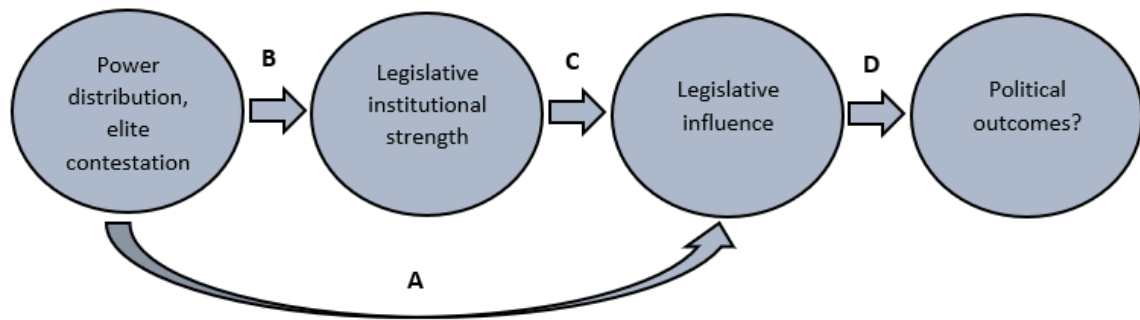 B
C
D
Power
distribution,
elite
contestation
Legislative
institutional
strength
Legislative
influence
Political
outcomes?
A